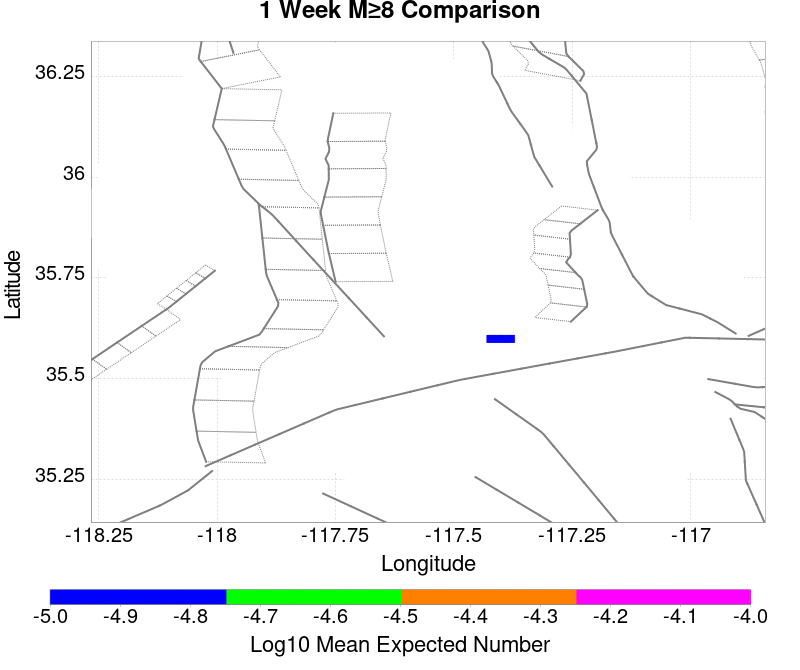 1 Week M≥8 Comparison
36.25
36
35.75
35.5
35.25
Latitude
-118.25 -118 -117.75 -117.5 -117.25 -117
Longitude
-5.0 -4.9 -4.8 -4.7 -4.6 -4.5 -4.4 -4.3 -4.2 -4.1 -4.0
Log10 Mean Expected Number